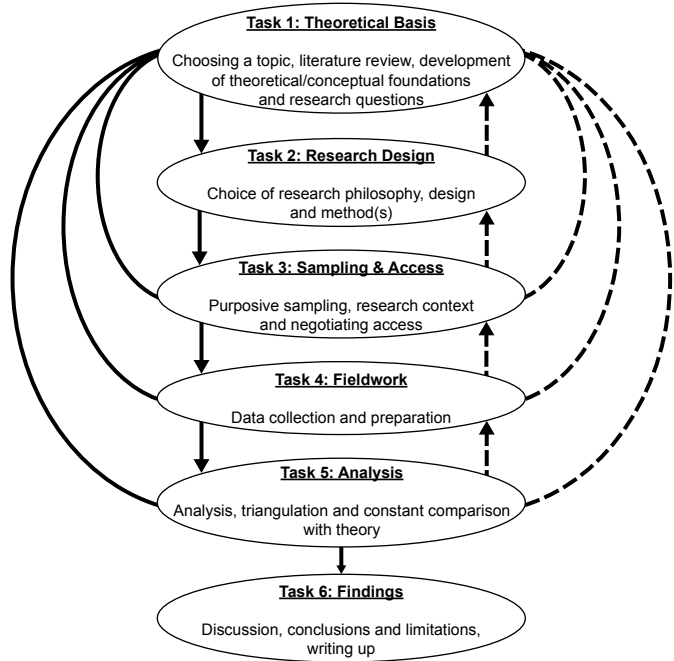 Task 1: Theoretical Basis
Choosing a topic, literature review, development
of theoretical/conceptual foundations
and research questions
Task 2: Research Design
Choice of research philosophy, design
and method(s)
Task 3: Sampling & Access
Purposive sampling, research context
and negotiating access
Task 4: Fieldwork
Data collection and preparation
Task 5: Analysis
Analysis, triangulation and constant comparison
with theory
Task 6: Findings
Discussion, conclusions and limitations,
writing up